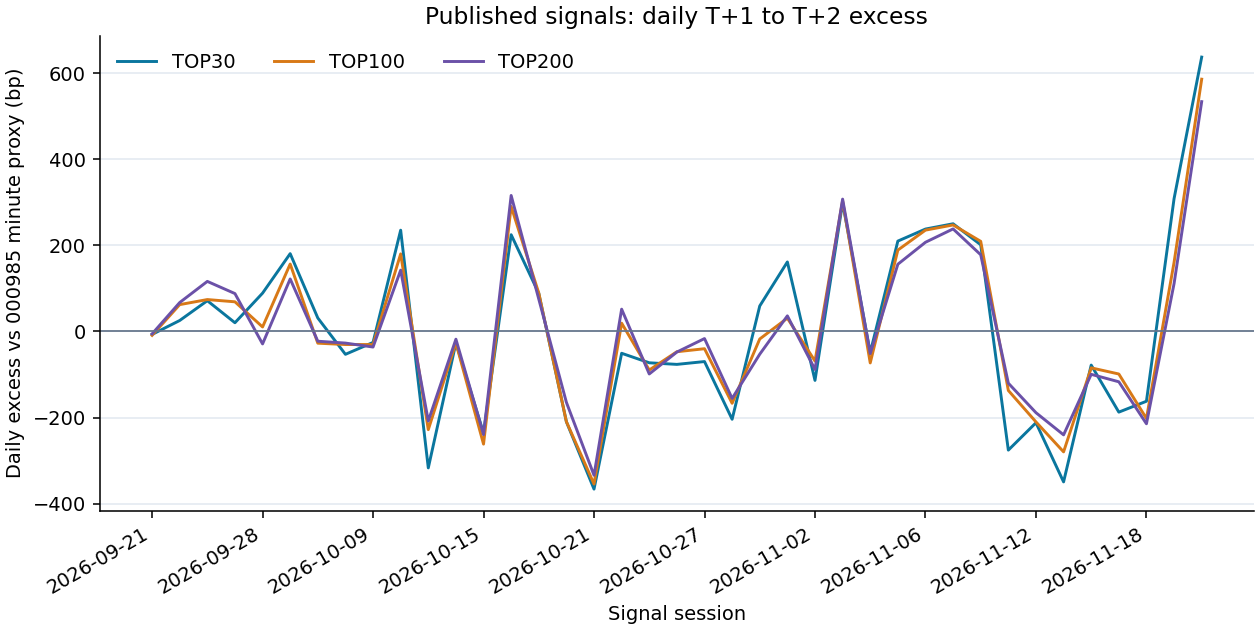 Published signals: daily T+1 to T+2 excess
TOP30
TOP100
TOP200
Daily excess vs 000985 minute proxy (bp)
600
400
200
0
−200
−400
2026-09-21
2026-09-28
2026-10-09
2026-10-15
2026-10-21
2026-10-27
2026-11-02
2026-11-06
2026-11-12
2026-11-18
Signal session